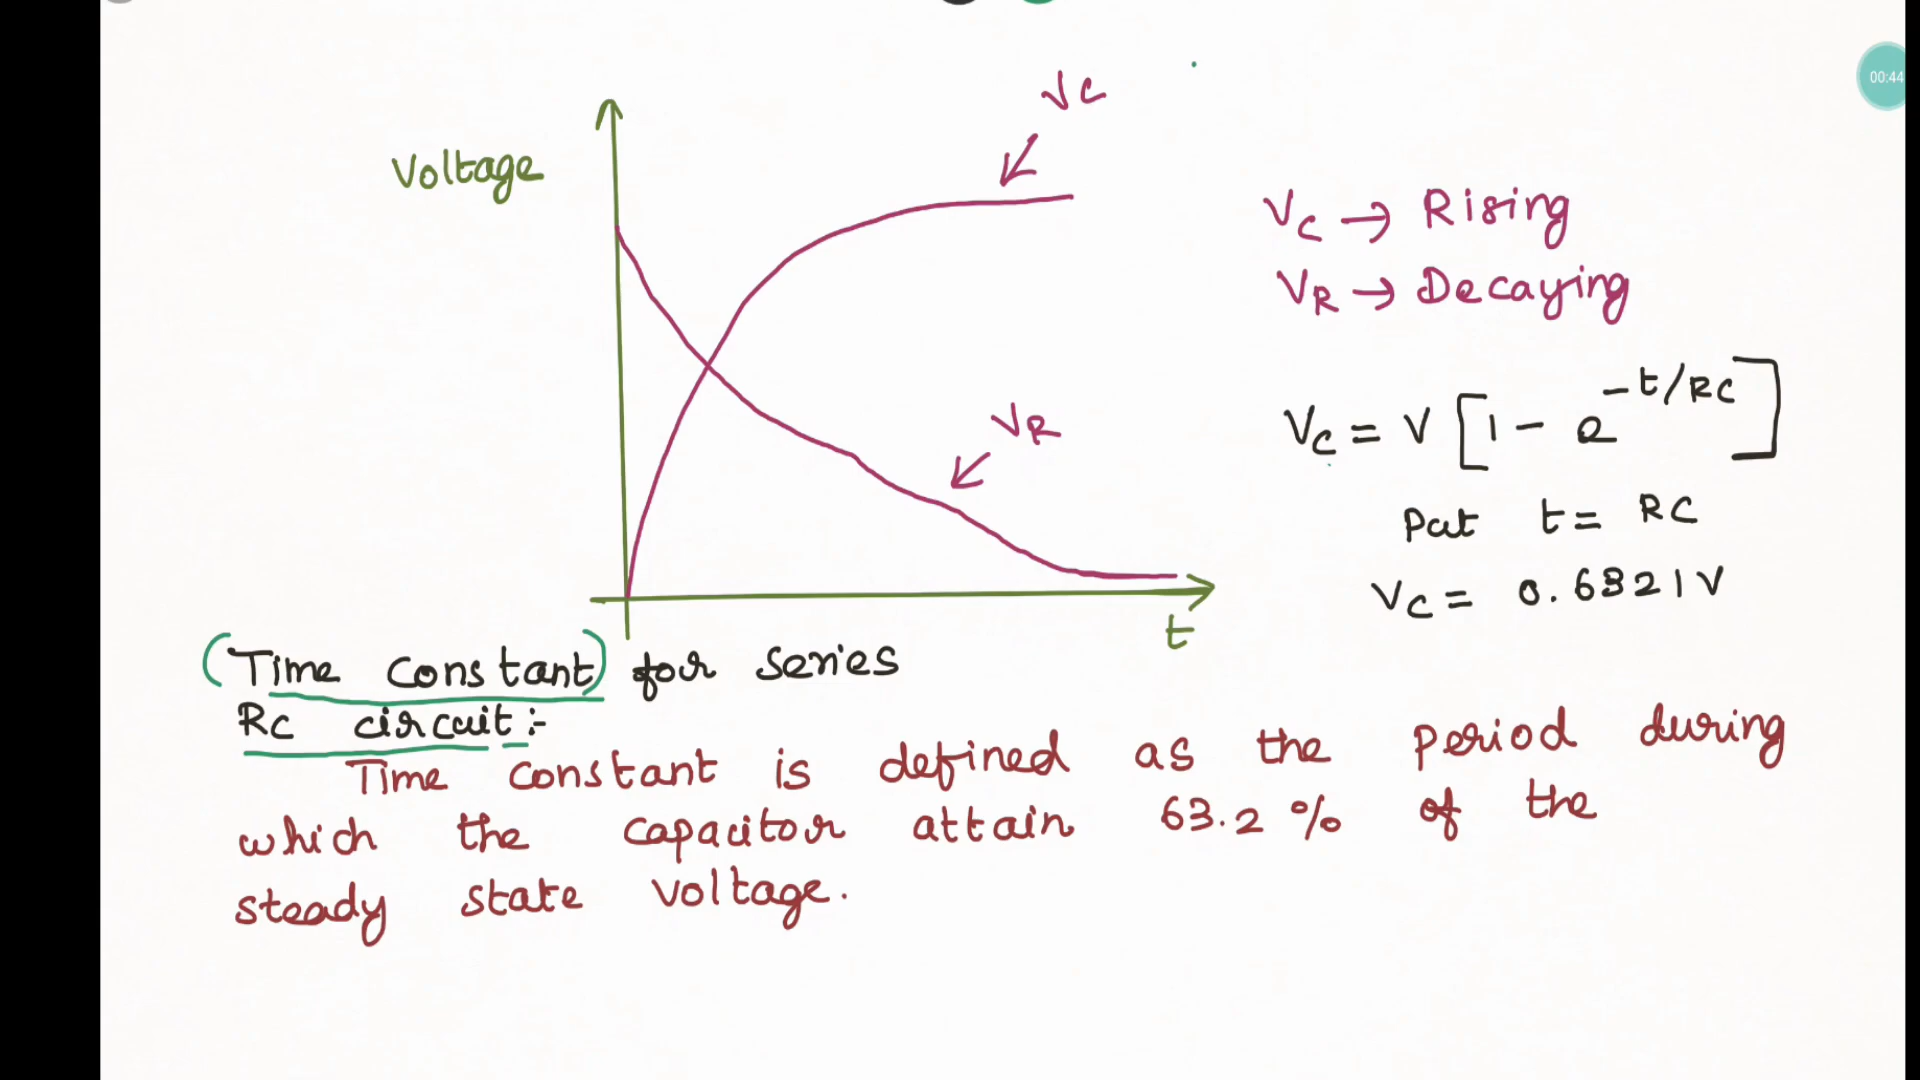 00:44
Vc
Voltage
Vc → Rising
VR → Decaying
VR
Vc = V [1 - e^-t/RC]
Put t = RC
Vc = 0.6321V
t
(Time constant) for series
Rc circuit:-
Time constant is defined as the period during
which the capacitor attain 63.2% of the
steady state voltage.